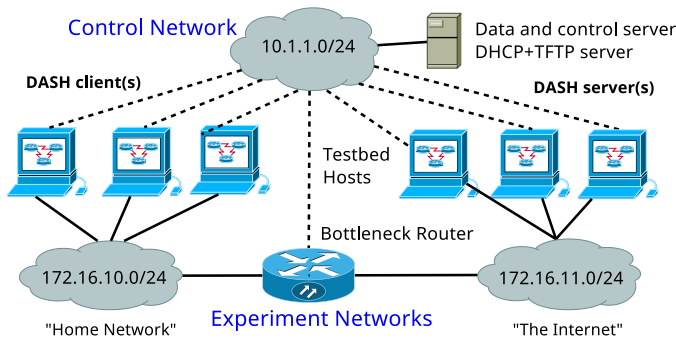 Control Network
10.1.1.0/24
Data and control server
DHCP+TFTP server
DASH client(s)
DASH server(s)
Testbed
Hosts
Bottleneck Router
172.16.10.0/24
172.16.11.0/24
Experiment Networks
"Home Network"
"The Internet"